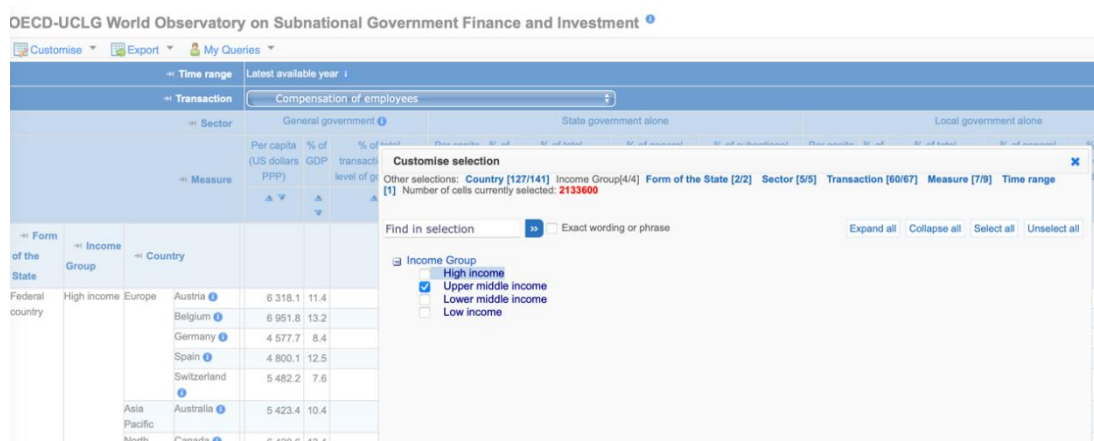 OECD-UCLG World Observatory on Subnational Government Finance and Investment
Customise Export My Queries
Time range Latest available year
Transaction Compensation of employees
Sector General government State government alone Local government alone
Measure
Per capita (US dollars PPP)
% of GDP
% of total
Customise selection
Other selections: Country [127/141] Income Group[4/4] Form of the State [2/2] Sector [5/5] Transaction [60/67] Measure [7/9] Time range
[1] Number of cells currently selected: 2133600
Find in selection » Exact wording or phrase Expand all Collapse all Select all Unselect all
Income Group
High income
Upper middle income
Lower middle income
Low income
Form of the State
Income Group
Country
Federal country High income Europe Austria 6 318.1 11.4
Belgium 6 951.8 13.2
Germany 4 577.7 8.4
Spain 4 800.1 12.5
Switzerland 5 482.2 7.6
Asia Pacific Australia 5 423.4 10.4
North Canada